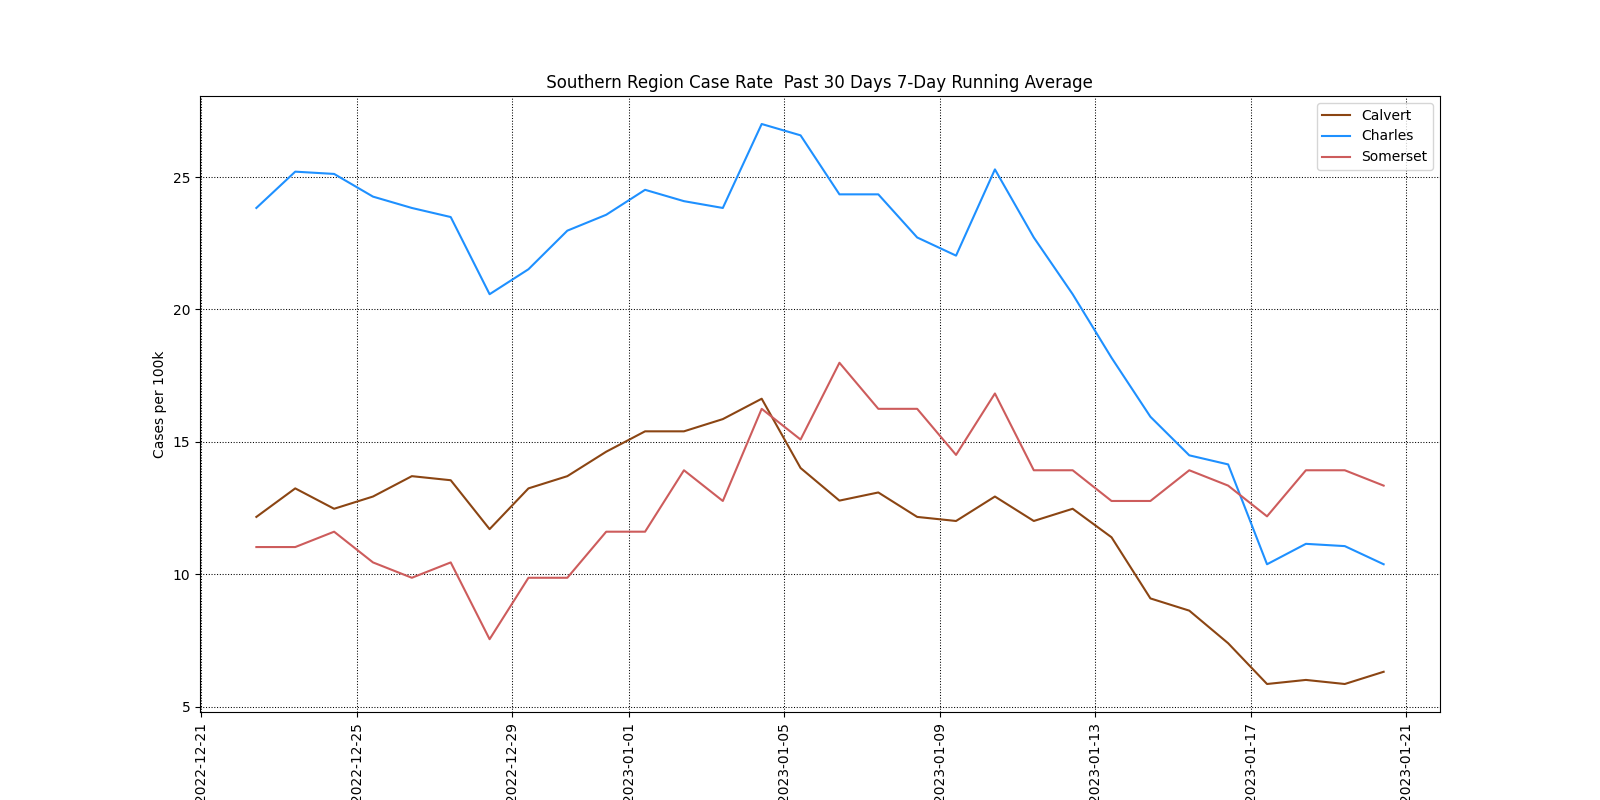 Southern Region Case Rate  Past 30 Days 7-Day Running Average
Calvert
Charles
Somerset
Cases per 100k
25
20
15
10
5
2022-12-21
2022-12-25
2022-12-29
2023-01-01
2023-01-05
2023-01-09
2023-01-13
2023-01-17
2023-01-21